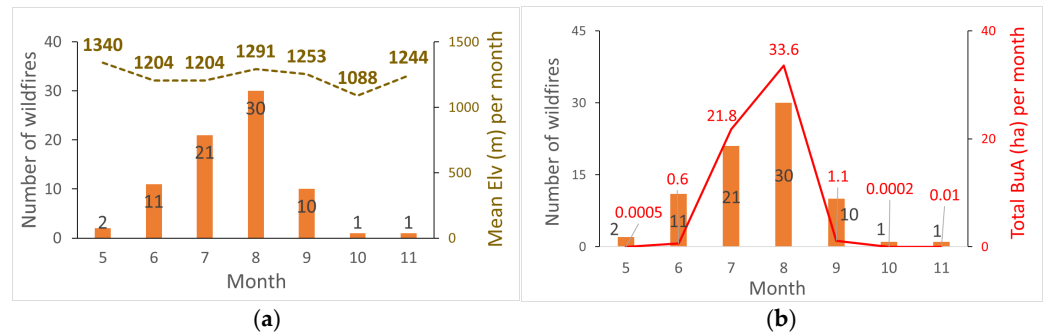 1340 1204 1204 1291 1253 1088 1244
40 30 20 10 0
Number of wildfires
2 11 21 30 10 1 1
1500 1000 500 0
Mean Elv (m) per month
5 6 7 8 9 10 11
Month
(a)
45 30 15 0
Number of wildfires
0.0005 0.6 21.8 33.6 1.1 0.0002 0.01
2 11 21 30 10 1 1
40 20 0
Total BuA (ha) per month
5 6 7 8 9 10 11
Month
(b)